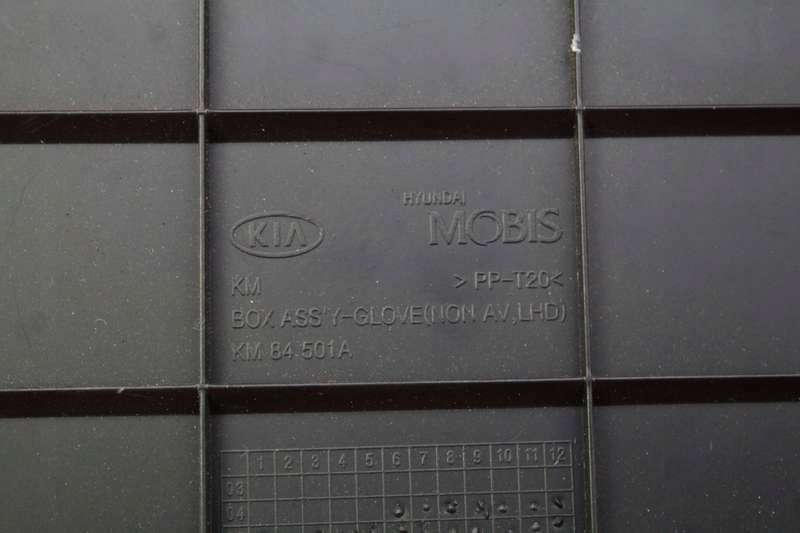 KIA
HYUNDAI
MOBIS
KM >PP-T20<
BOX ASS'Y-GLOVE(NON AV,LHD)
KM 84 501A
. 1 2 3 4 5 6 7 8 9 10 11 12
03
04